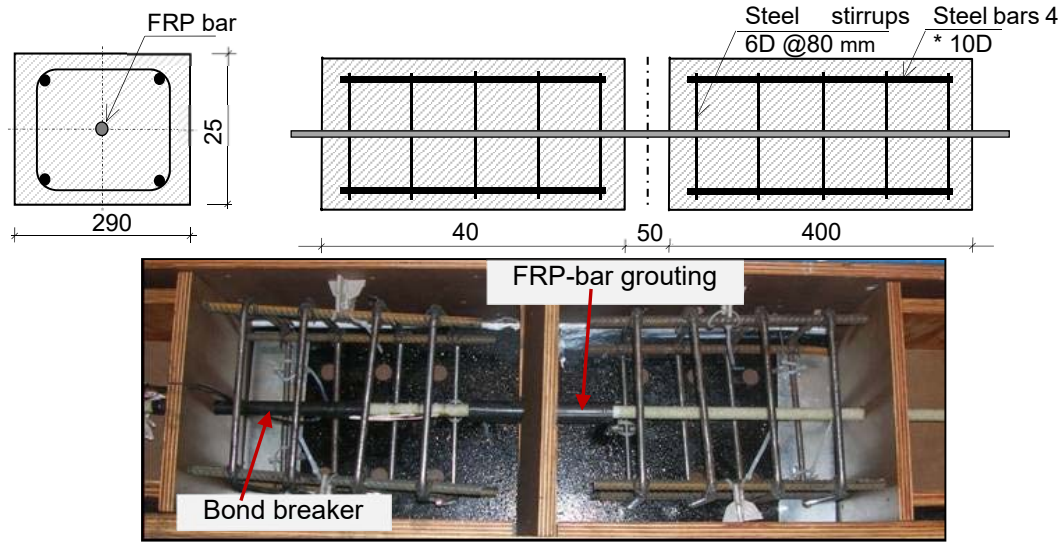 FRP bar
Steel stirrups
6D @80 mm
Steel bars 4
* 10D
25
290
40
50
400
FRP-bar grouting
Bond breaker